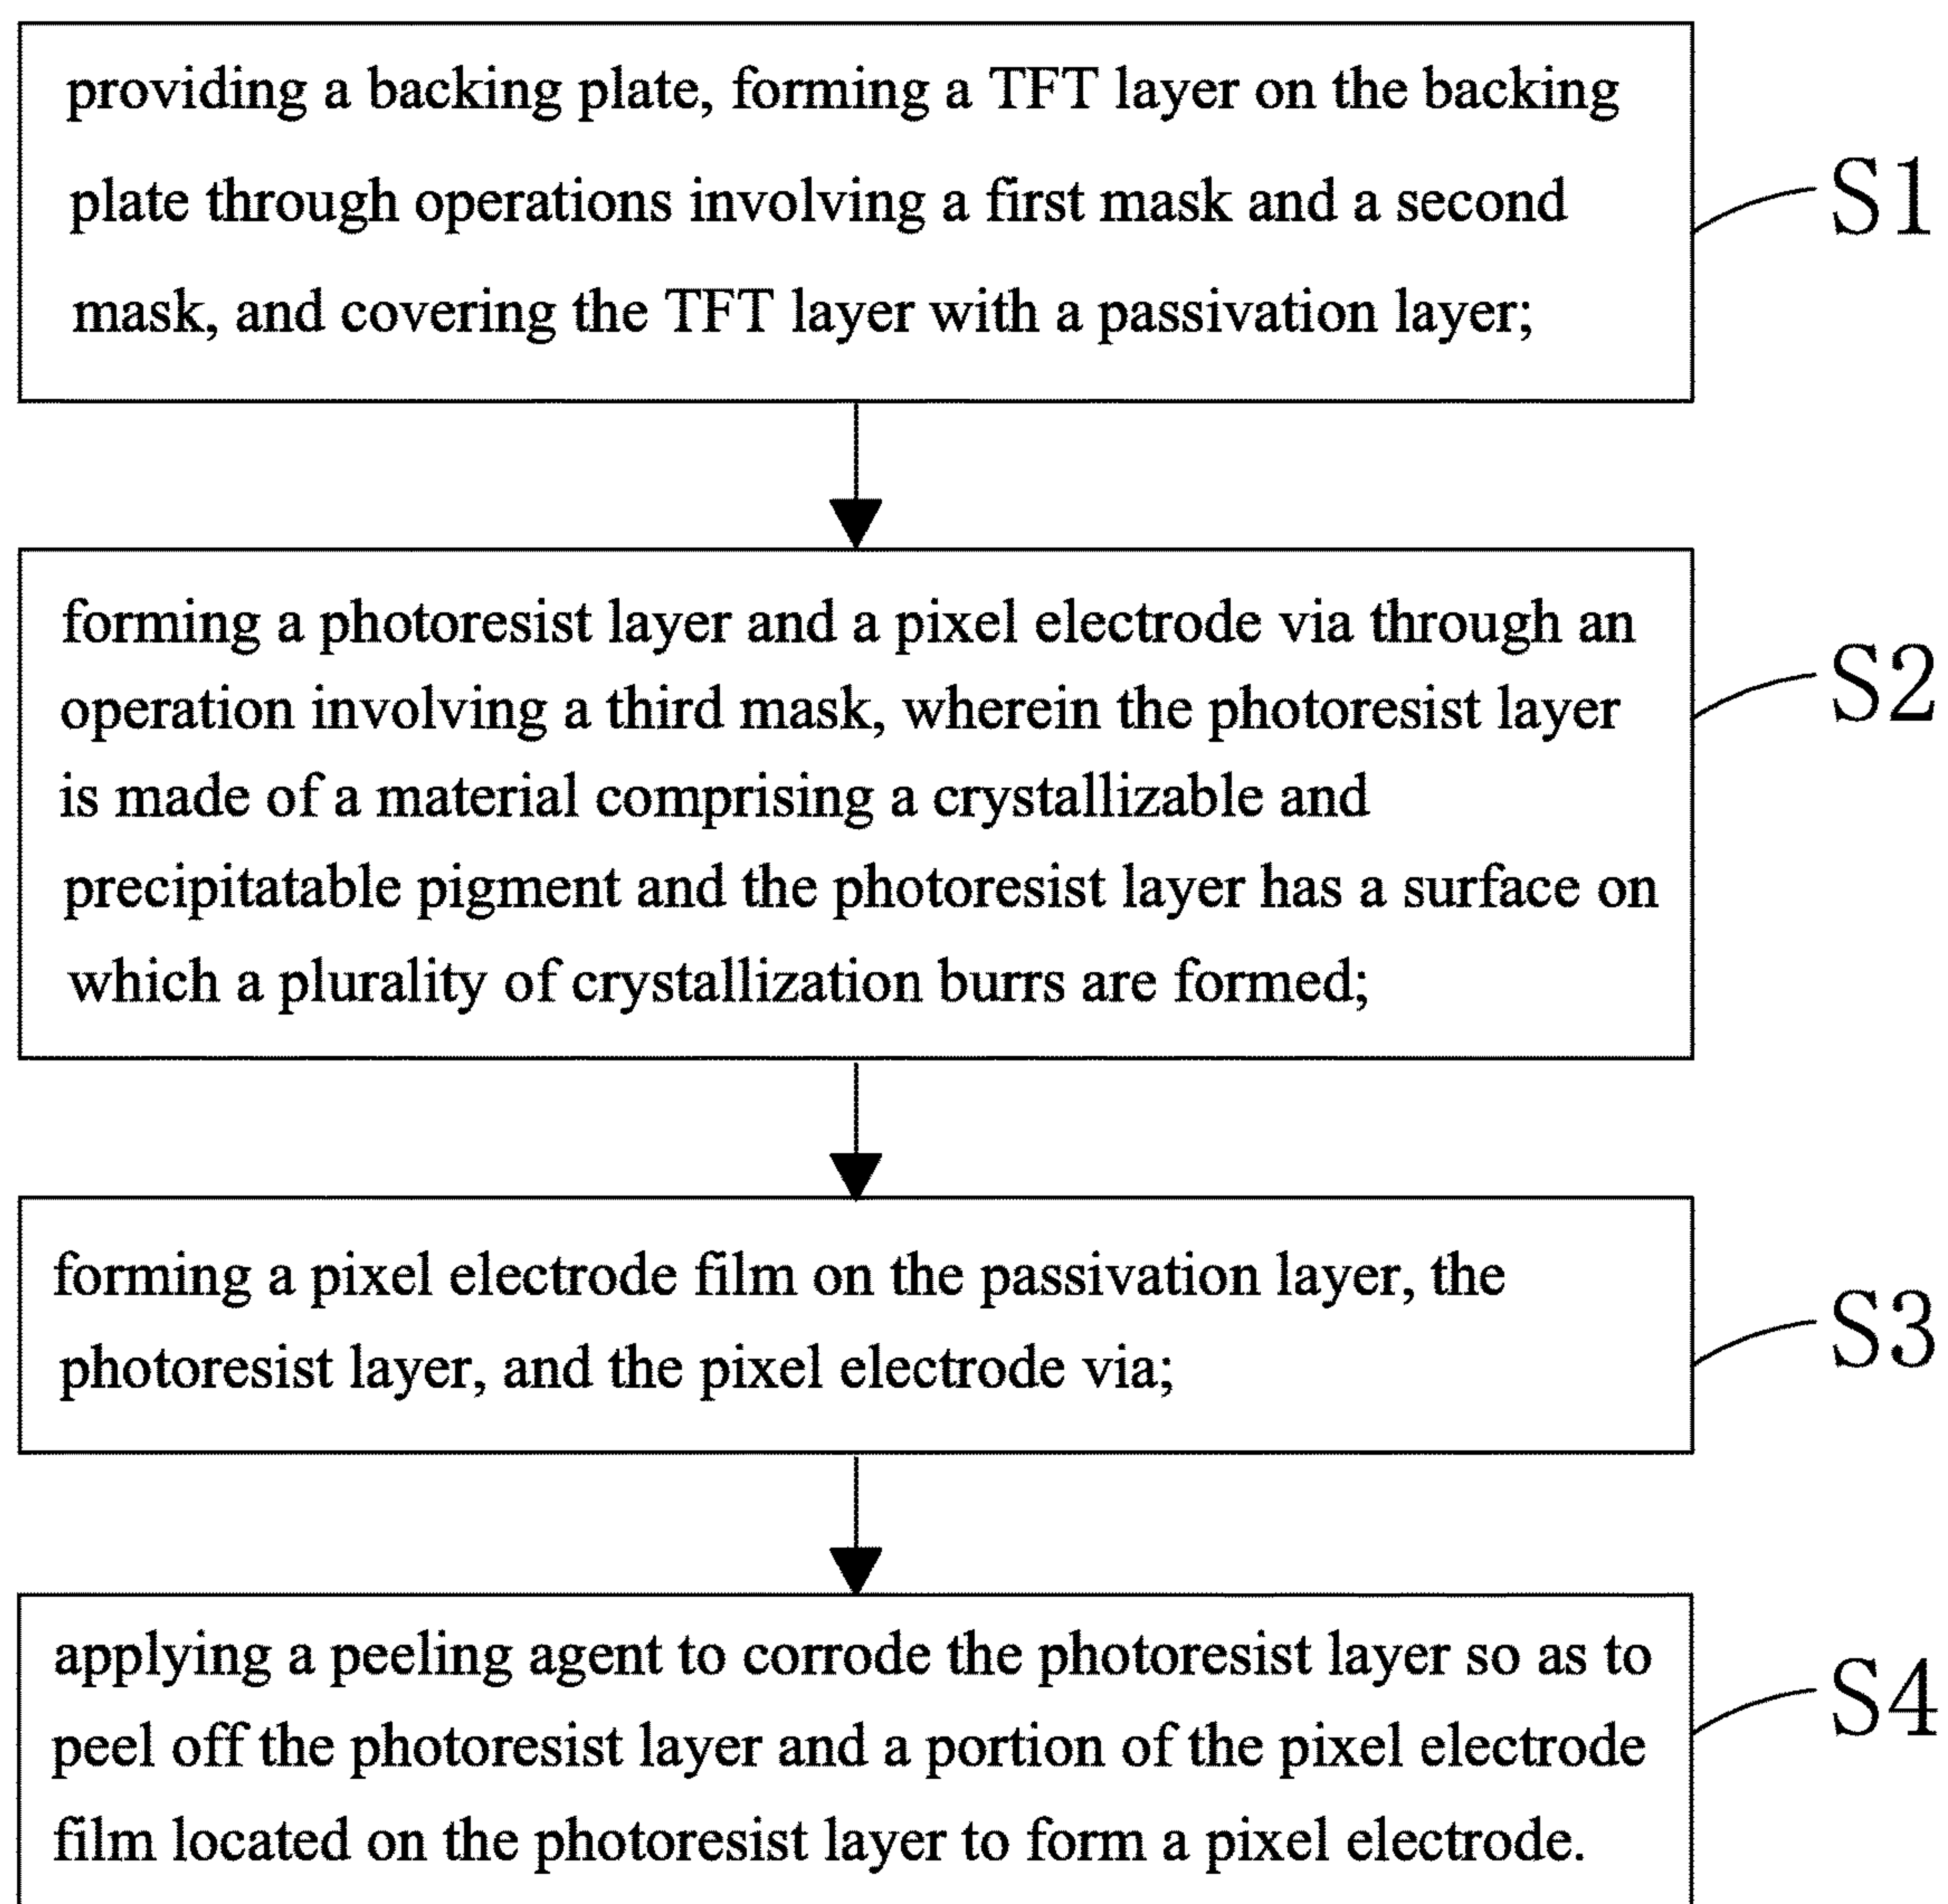 providing a backing plate, forming a TFT layer on the backing
plate through operations involving a first mask and a second
mask, and covering the TFT layer with a passivation layer;
S1
forming a photoresist layer and a pixel electrode via through an
operation involving a third mask, wherein the photoresist layer
is made of a material comprising a crystallizable and
precipitatable pigment and the photoresist layer has a surface on
which a plurality of crystallization burrs are formed;
S2
forming a pixel electrode film on the passivation layer, the
photoresist layer, and the pixel electrode via;
S3
applying a peeling agent to corrode the photoresist layer so as to
peel off the photoresist layer and a portion of the pixel electrode
film located on the photoresist layer to form a pixel electrode.
S4